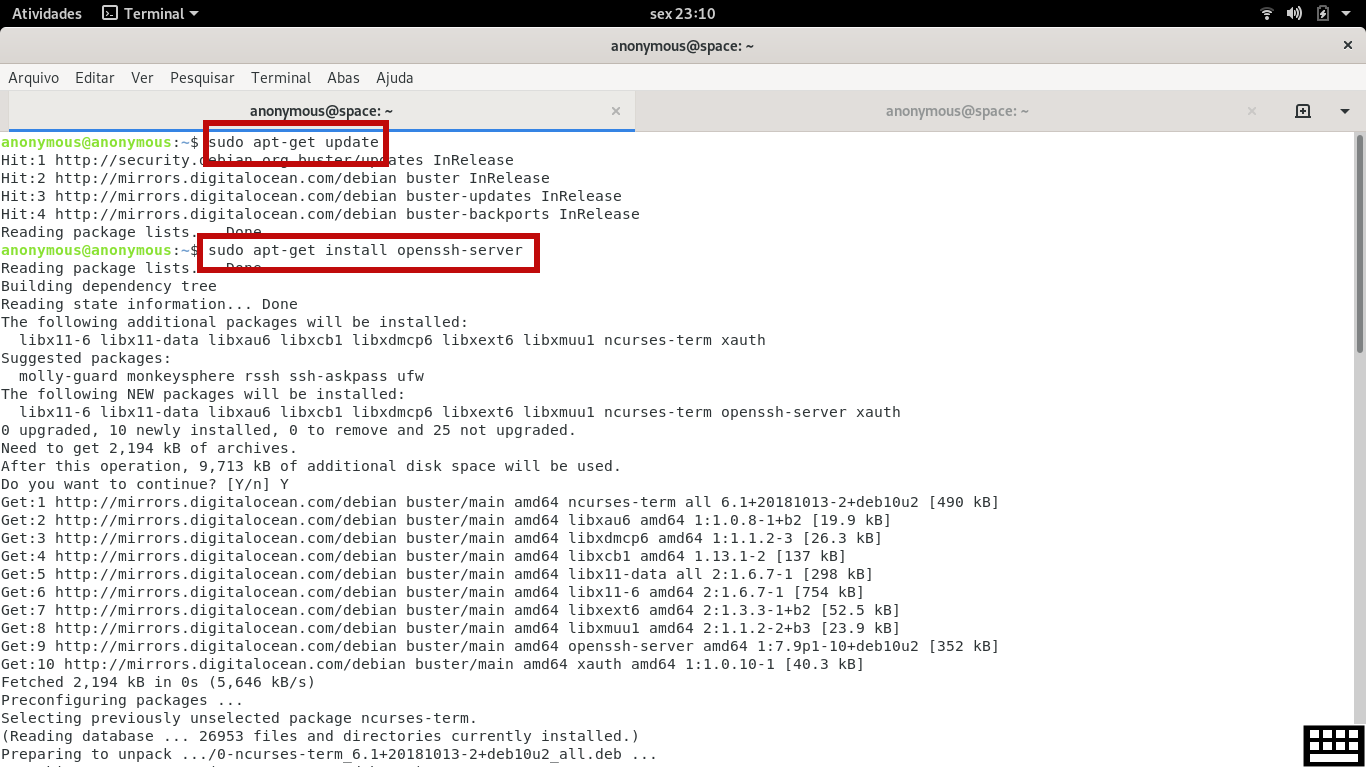 Atividades Terminal sex 23:10
anonymous@space: ~
Arquivo Editar Ver Pesquisar Terminal Abas Ajuda
anonymous@space: ~ anonymous@space: ~
anonymous@anonymous:~$ sudo apt-get update
Hit:1 http://security.debian.org buster/updates InRelease
Hit:2 http://mirrors.digitalocean.com/debian buster InRelease
Hit:3 http://mirrors.digitalocean.com/debian buster-updates InRelease
Hit:4 http://mirrors.digitalocean.com/debian buster-backports InRelease
Reading package lists... Done
anonymous@anonymous:~$ sudo apt-get install openssh-server
Reading package lists... Done
Building dependency tree
Reading state information... Done
The following additional packages will be installed:
  libx11-6 libx11-data libxau6 libxcb1 libxdmcp6 libxext6 libxmuu1 ncurses-term xauth
Suggested packages:
  molly-guard monkeysphere rssh ssh-askpass ufw
The following NEW packages will be installed:
  libx11-6 libx11-data libxau6 libxcb1 libxdmcp6 libxext6 libxmuu1 ncurses-term openssh-server xauth
0 upgraded, 10 newly installed, 0 to remove and 25 not upgraded.
Need to get 2,194 kB of archives.
After this operation, 9,713 kB of additional disk space will be used.
Do you want to continue? [Y/n] Y
Get:1 http://mirrors.digitalocean.com/debian buster/main amd64 ncurses-term all 6.1+20181013-2+deb10u2 [490 kB]
Get:2 http://mirrors.digitalocean.com/debian buster/main amd64 libxau6 amd64 1:1.0.8-1+b2 [19.9 kB]
Get:3 http://mirrors.digitalocean.com/debian buster/main amd64 libxdmcp6 amd64 1:1.1.2-3 [26.3 kB]
Get:4 http://mirrors.digitalocean.com/debian buster/main amd64 libxcb1 amd64 1.13.1-2 [137 kB]
Get:5 http://mirrors.digitalocean.com/debian buster/main amd64 libx11-data all 2:1.6.7-1 [298 kB]
Get:6 http://mirrors.digitalocean.com/debian buster/main amd64 libx11-6 amd64 2:1.6.7-1 [754 kB]
Get:7 http://mirrors.digitalocean.com/debian buster/main amd64 libxext6 amd64 2:1.3.3-1+b2 [52.5 kB]
Get:8 http://mirrors.digitalocean.com/debian buster/main amd64 libxmuu1 amd64 2:1.1.2-2+b3 [23.9 kB]
Get:9 http://mirrors.digitalocean.com/debian buster/main amd64 openssh-server amd64 1:7.9p1-10+deb10u2 [352 kB]
Get:10 http://mirrors.digitalocean.com/debian buster/main amd64 xauth amd64 1:1.0.10-1 [40.3 kB]
Fetched 2,194 kB in 0s (5,646 kB/s)
Preconfiguring packages ...
Selecting previously unselected package ncurses-term.
(Reading database ... 26953 files and directories currently installed.)
Preparing to unpack .../0-ncurses-term_6.1+20181013-2+deb10u2_all.deb ...